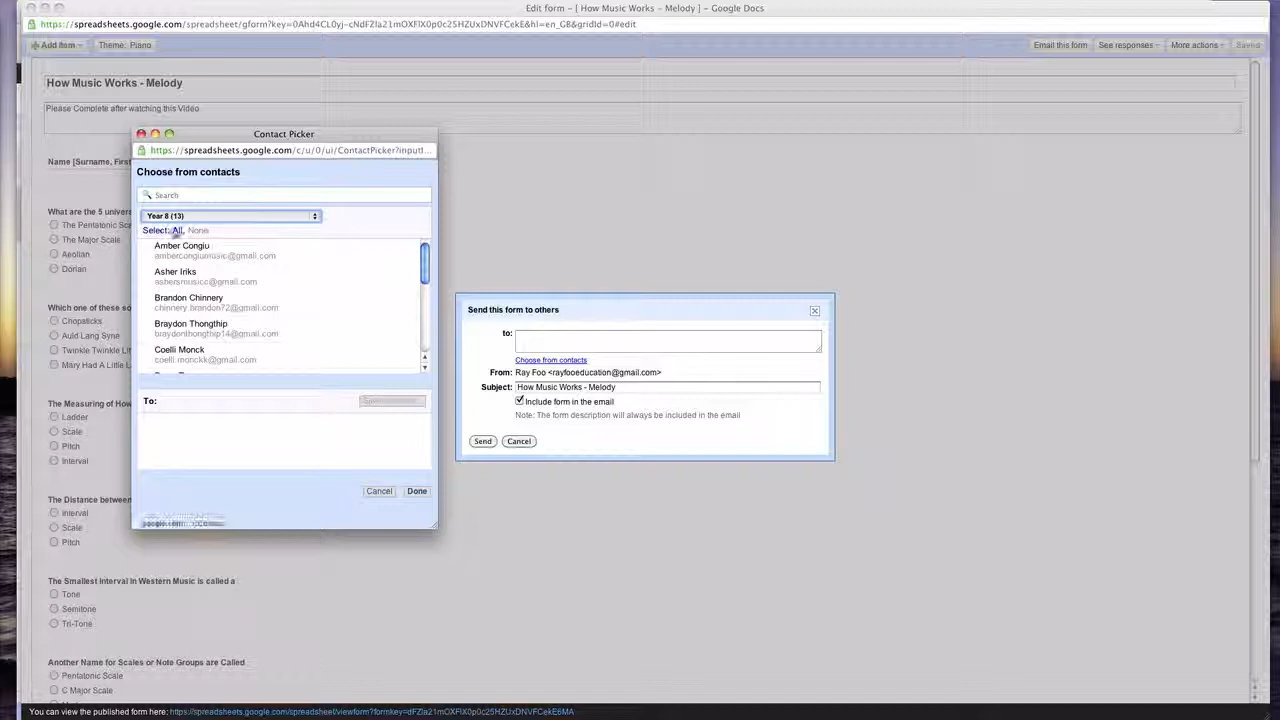 Edit form - [ How Music Works - Melody ] - Google Docs
https://spreadsheets.google.com/spreadsheet/gform?key=0Ahd4CL0yj-cNdFZla21mOXFlX0p0c25HZUxDNVFCekE&hl=en_GB&gridId=0#edit
Add item
Theme: Piano
Email this form
See responses
More actions
Saved
How Music Works - Melody
Please Complete after watching this Video
Name [Surname, First
What are the 5 univers
The Pentatonic Sca
The Major Scale
Aeolian
Dorian
Which one of these so
Chopsticks
Auld Lang Syne
Twinkle Twinkle Lit
Mary Had A Little L
The Measuring of How
Ladder
Scale
Pitch
Interval
The Distance between
Interval
Scale
Pitch
The Smallest Interval in Western Music is called a
Tone
Semitone
Tri-Tone
Another Name for Scales or Note Groups are Called
Pentatonic Scale
C Major Scale
Contact Picker
https://spreadsheets.google.com/c/u/0/ui/ContactPicker?input...
Choose from contacts
Search
Year 8 (13)
Select: All, None
Amber Congiu
ambercongiumusic@gmail.com
Asher Iriks
ashersmusicc@gmail.com
Brandon Chinnery
chinnery.brandon72@gmail.com
Braydon Thongthip
braydonthongthip14@gmail.com
Coelli Monck
coelli.monckk@gmail.com
To:
Cancel
Done
Send this form to others
to:
Choose from contacts
From: Ray Foo <rayfooeducation@gmail.com>
Subject: How Music Works - Melody
Include form in the email
Note: The form description will always be included in the email
Send
Cancel
You can view the published form here: https://spreadsheets.google.com/spreadsheet/viewform?formkey=dFZla21mOXFlX0p0c25HZUxDNVFCekE6MA